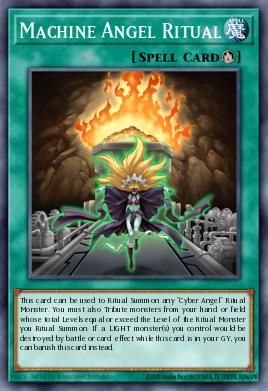 MACHINE ANGEL RITUAL
魔
[SPELL CARD]
This card can be used to Ritual Summon any "Cyber Angel" Ritual
Monster. You must also Tribute monsters from your hand or field
whose total Levels equal or exceed the Level of the Ritual Monster
you Ritual Summon. If a LIGHT monster(s) you control would be
destroyed by battle or card effect while this card is in your GY, you
can banish this card instead.